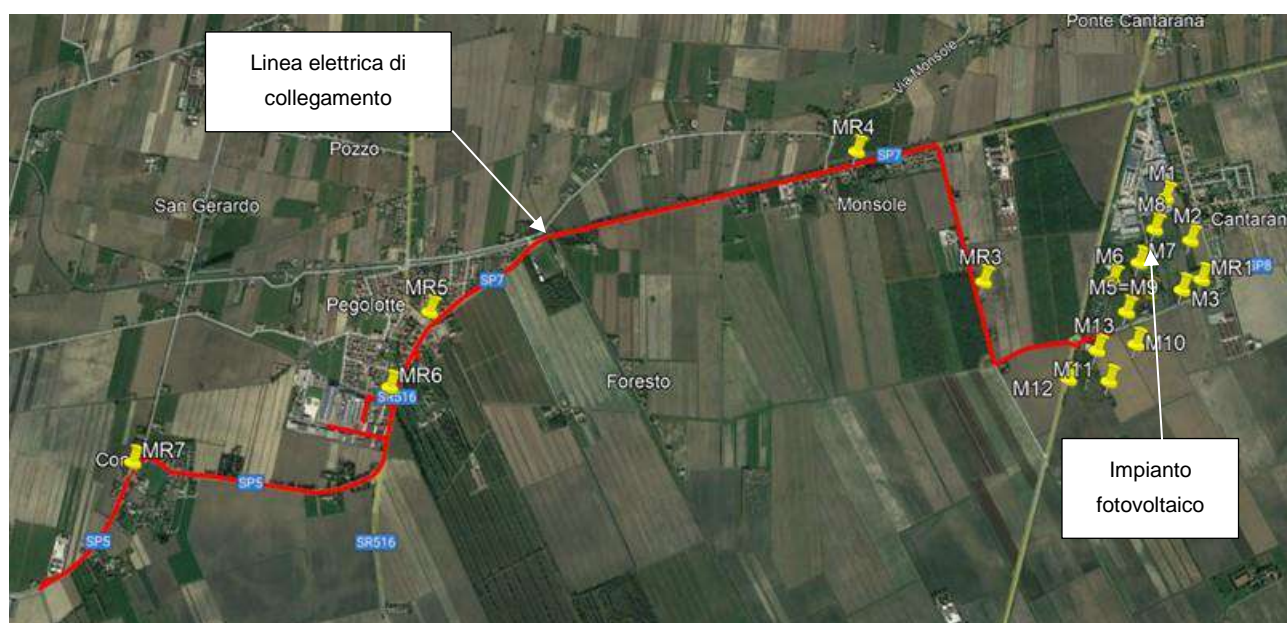 Ponte Cantarana
Linea elettrica di
collegamento
Via Monsole
MR4
Pozzo
SP7
M1
San Gerardo
Monsole
M8
M2
Cantaran
M7
M6
MR3
MR1
SP8
SP7
M5=M9
M3
MR5
Pegolotte
M13
M10
MR6
Foresto
M12
M11
SR516
MR7
Cor
SP5
Impianto
fotovoltaico
SP5
SR516